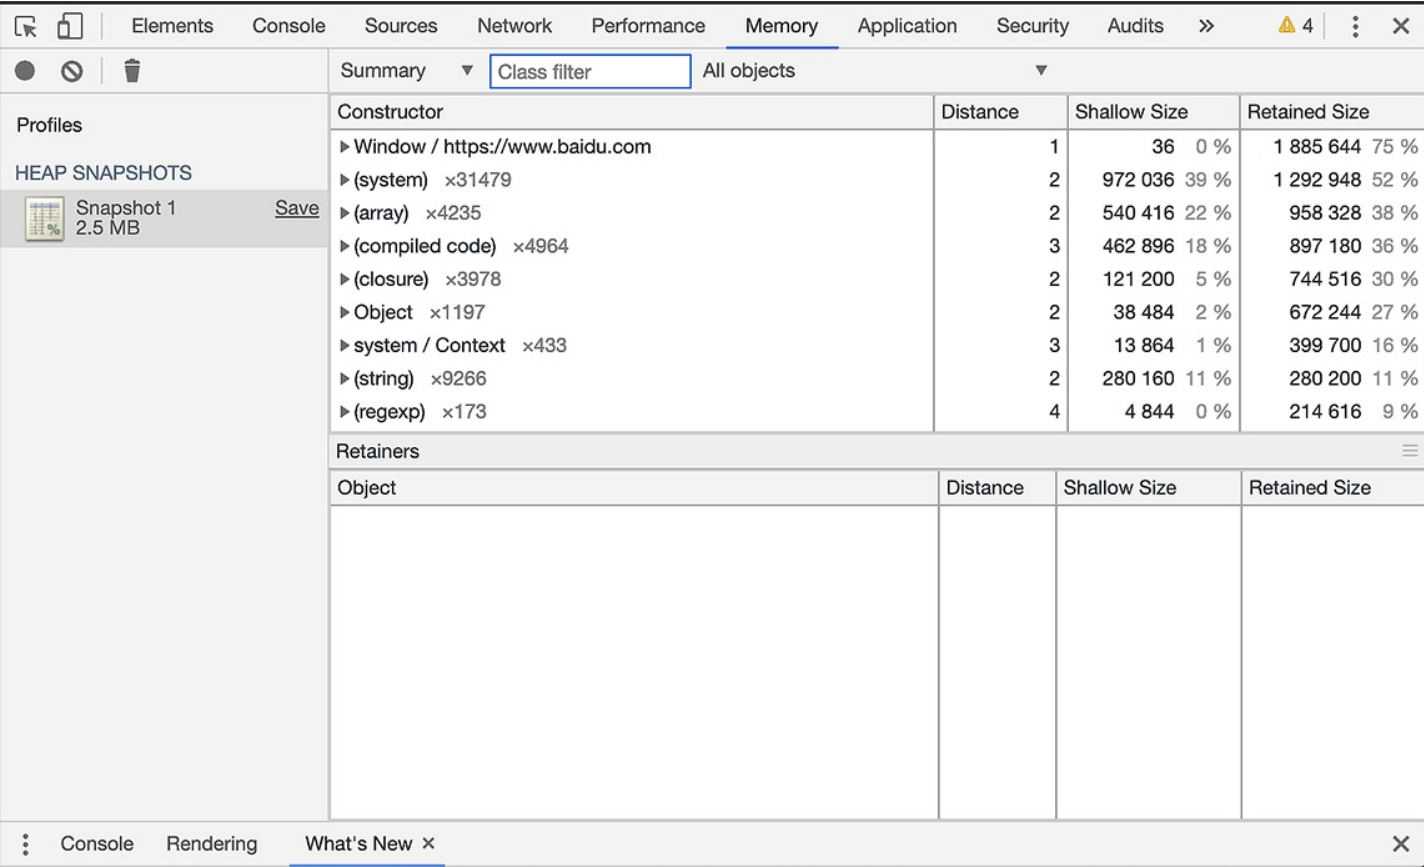 Elements Console Sources Network Performance Memory Application Security Audits » 4
Summary Class filter All objects
Profiles
HEAP SNAPSHOTS
Snapshot 1 Save
2.5 MB
%
Constructor Distance Shallow Size Retained Size
Window / https://www.baidu.com 1 36 0 % 1 885 644 75 %
(system) ×31479 2 972 036 39 % 1 292 948 52 %
(array) ×4235 2 540 416 22 % 958 328 38 %
(compiled code) ×4964 3 462 896 18 % 897 180 36 %
(closure) ×3978 2 121 200 5 % 744 516 30 %
Object ×1197 2 38 484 2 % 672 244 27 %
system / Context ×433 3 13 864 1 % 399 700 16 %
(string) ×9266 2 280 160 11 % 280 200 11 %
(regexp) ×173 4 4 844 0 % 214 616 9 %
Retainers
Object Distance Shallow Size Retained Size
Console Rendering What's New ×